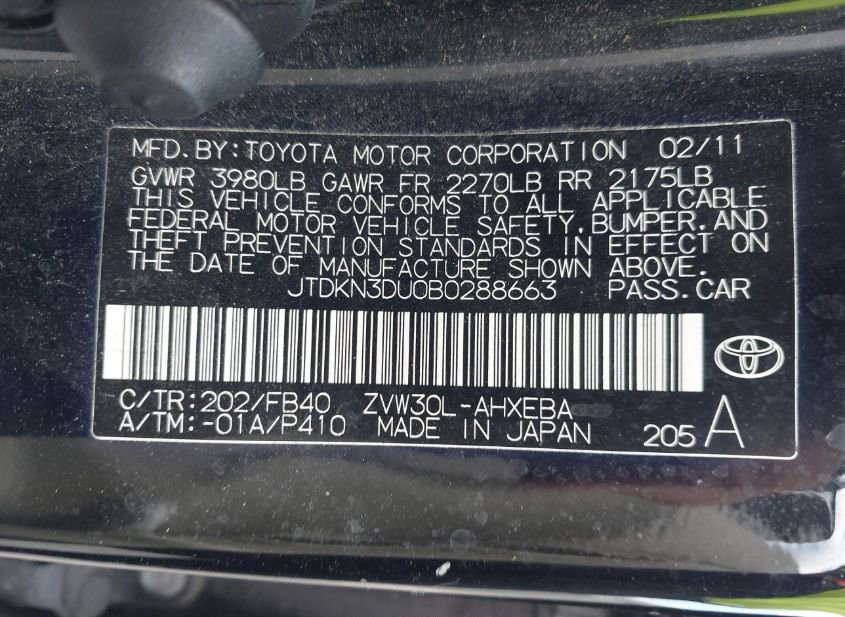 MFD.BY:TOYOTA MOTOR CORPORATION 02/11
GVWR 3980LB GAWR FR 2270LB RR 2175LB
THIS VEHICLE CONFORMS TO ALL APPLICABLE
FEDERAL MOTOR VEHICLE SAFETY,BUMPER,AND
THEFT PREVENTION STANDARDS IN EFFECT ON
THE DATE OF MANUFACTURE SHOWN ABOVE.
JTDKN3DU0B0288663 PASS.CAR
C/TR:202/FB40 ZVW30L-AHXEBA
A/TM:-01A/P410 MADE IN JAPAN 205 A